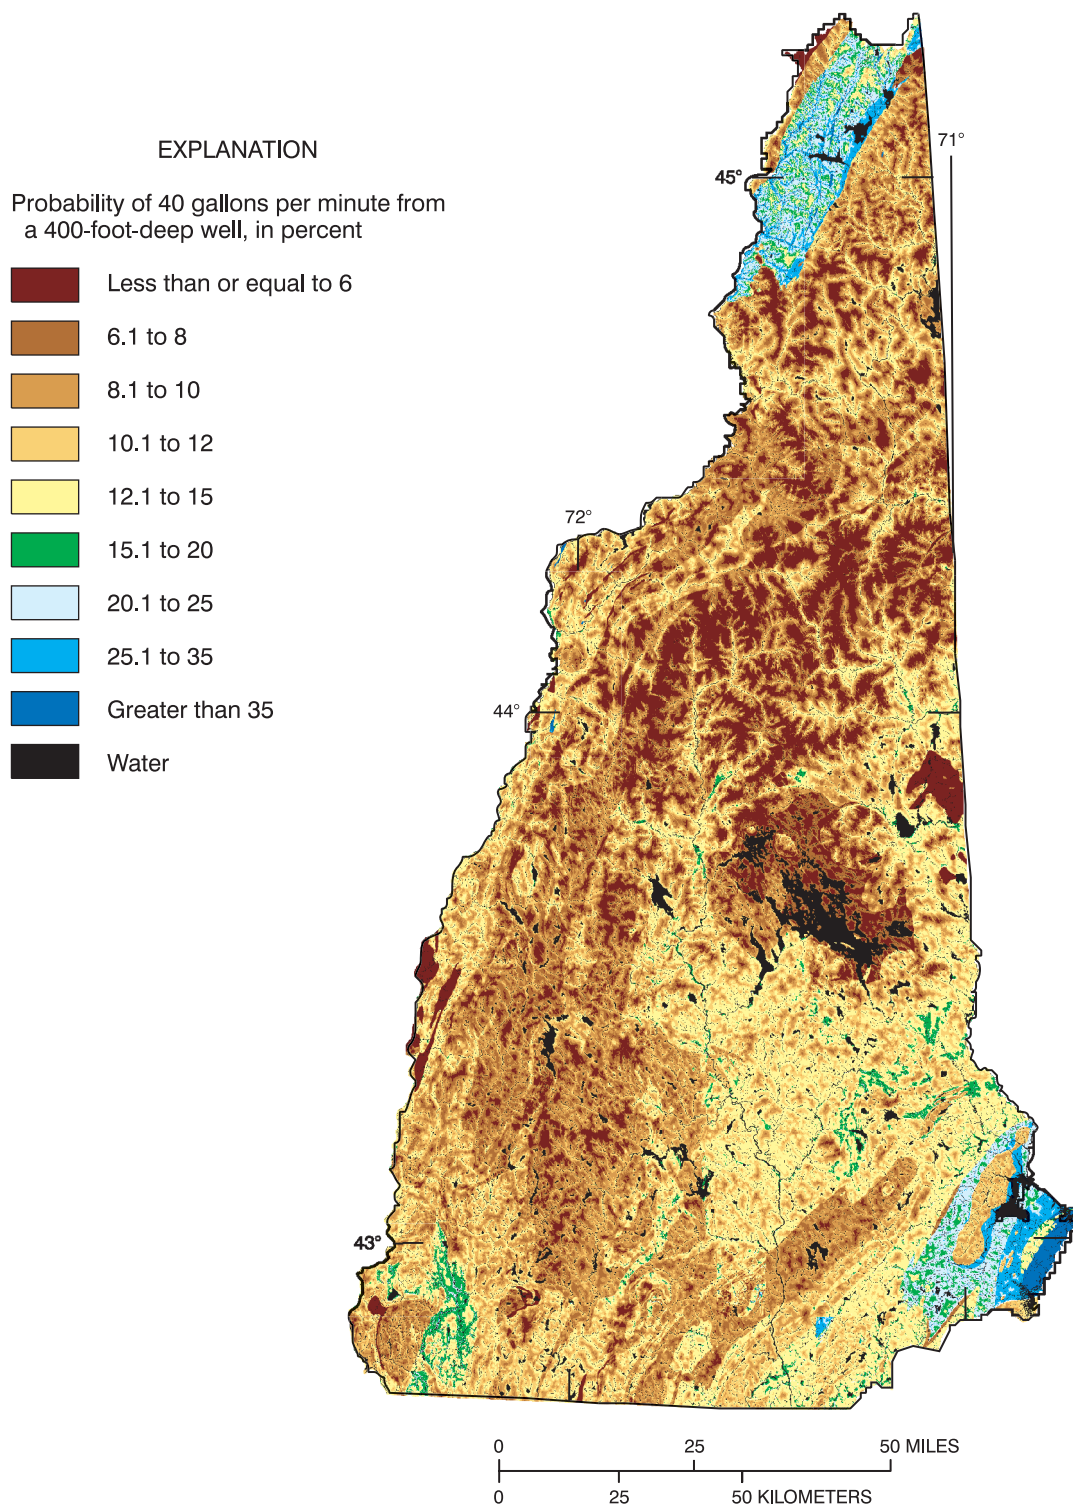 EXPLANATION
Probability of 40 gallons per minute from
a 400-foot-deep well, in percent
Less than or equal to 6
6.1 to 8
8.1 to 10
10.1 to 12
12.1 to 15
15.1 to 20
20.1 to 25
25.1 to 35
Greater than 35
Water
71°
45°
72°
44°
43°
0 25 50 MILES
0 25 50 KILOMETERS